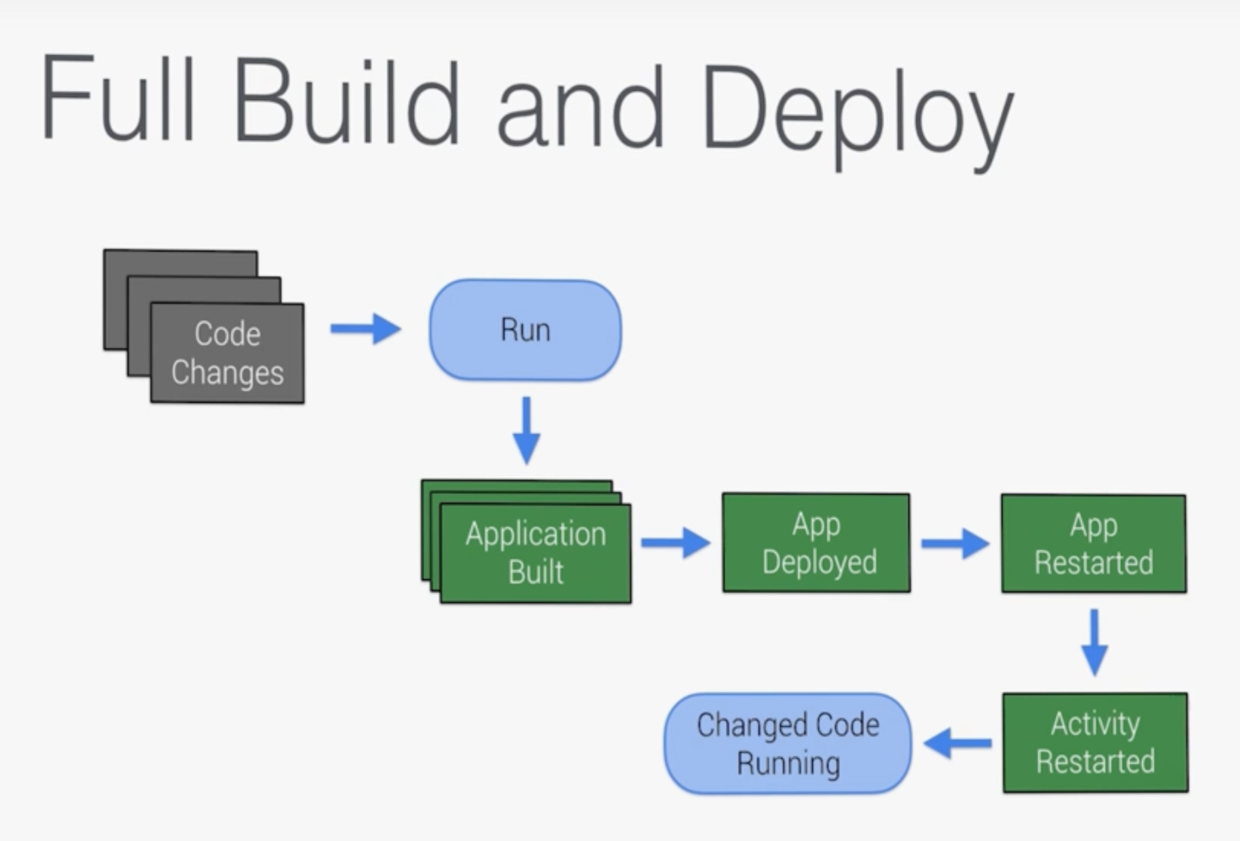 Full Build and Deploy
Code
Changes
Run
Application
Built
App
Deployed
App
Restarted
Activity
Restarted
Changed Code
Running